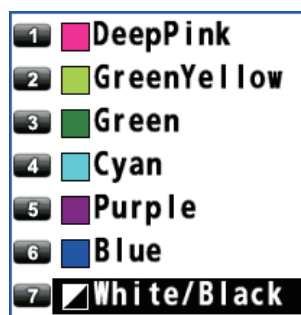 1 DeepPink
2 GreenYellow
3 Green
4 Cyan
5 Purple
6 Blue
7 White/Black